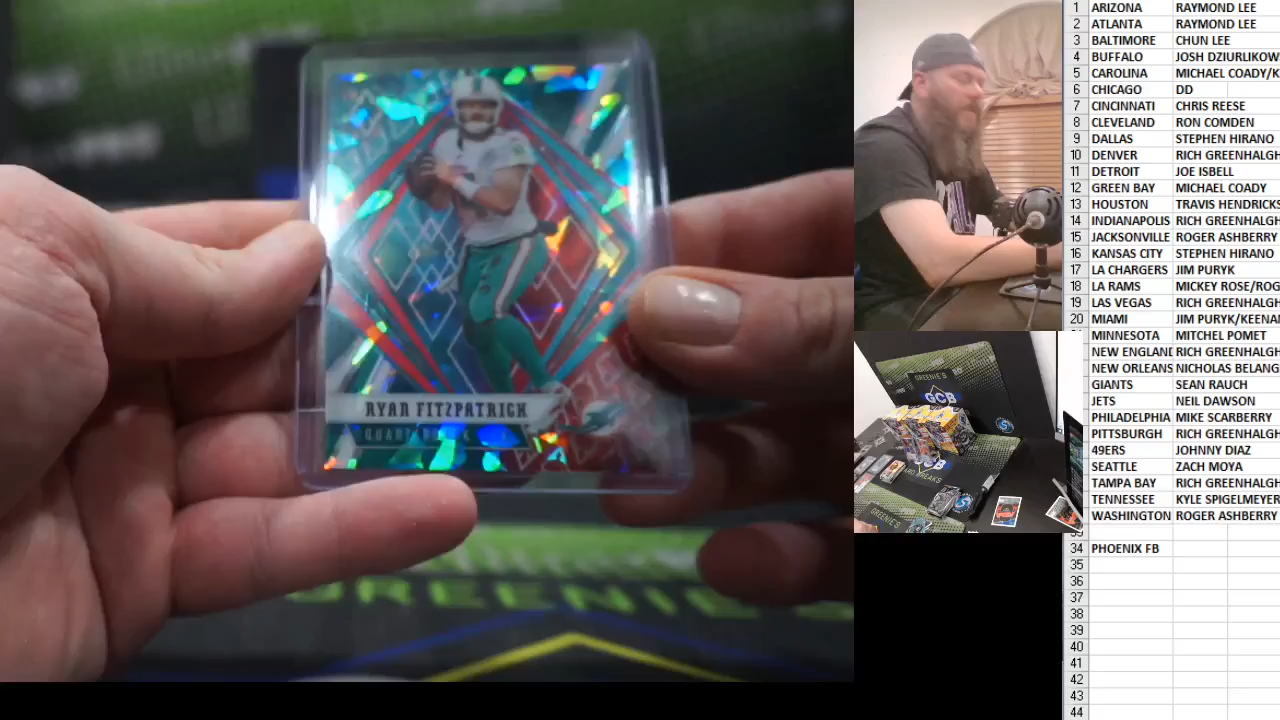 RYAN FITZPATRICK
GREENIE'S
GREENIE'S
GCB
GREENIE'S
1 ARIZONA RAYMOND LEE
2 ATLANTA RAYMOND LEE
3 BALTIMORE CHUN LEE
4 BUFFALO JOSH DZIURLIKOW
5 CAROLINA MICHAEL COADY/K
6 CHICAGO DD
7 CINCINNATI CHRIS REESE
8 CLEVELAND RON COMDEN
9 DALLAS STEPHEN HIRANO
10 DENVER RICH GREENHALGH
11 DETROIT JOE ISBELL
12 GREEN BAY MICHAEL COADY
13 HOUSTON TRAVIS HENDRICKS
14 INDIANAPOLIS RICH GREENHALGH
15 JACKSONVILLE ROGER ASHBERRY
16 KANSAS CITY STEPHEN HIRANO
17 LA CHARGERS JIM PURYK
18 LA RAMS MICKEY ROSE/ROG
19 LAS VEGAS RICH GREENHALGH
20 MIAMI JIM PURYK/KEENAN
MINNESOTA MITCHEL POMET
NEW ENGLAND RICH GREENHALGH
NEW ORLEANS NICHOLAS BELANG
GIANTS SEAN RAUCH
JETS NEIL DAWSON
PHILADELPHIA MIKE SCARBERRY
PITTSBURGH RICH GREENHALGH
49ERS JOHNNY DIAZ
SEATTLE ZACH MOYA
TAMPA BAY RICH GREENHALGH
TENNESSEE KYLE SPIGELMEYER
WASHINGTON ROGER ASHBERRY
34 PHOENIX FB
35
36
37
38
39
40
41
42
43
44